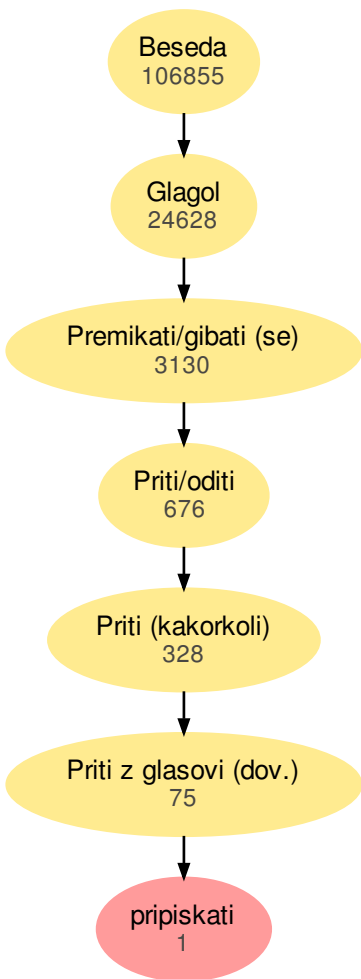 Beseda
106855
Glagol
24628
Premikati/gibati (se)
3130
Priti/oditi
676
Priti (kakorkoli)
328
Priti z glasovi (dov.)
75
pripiskati
1